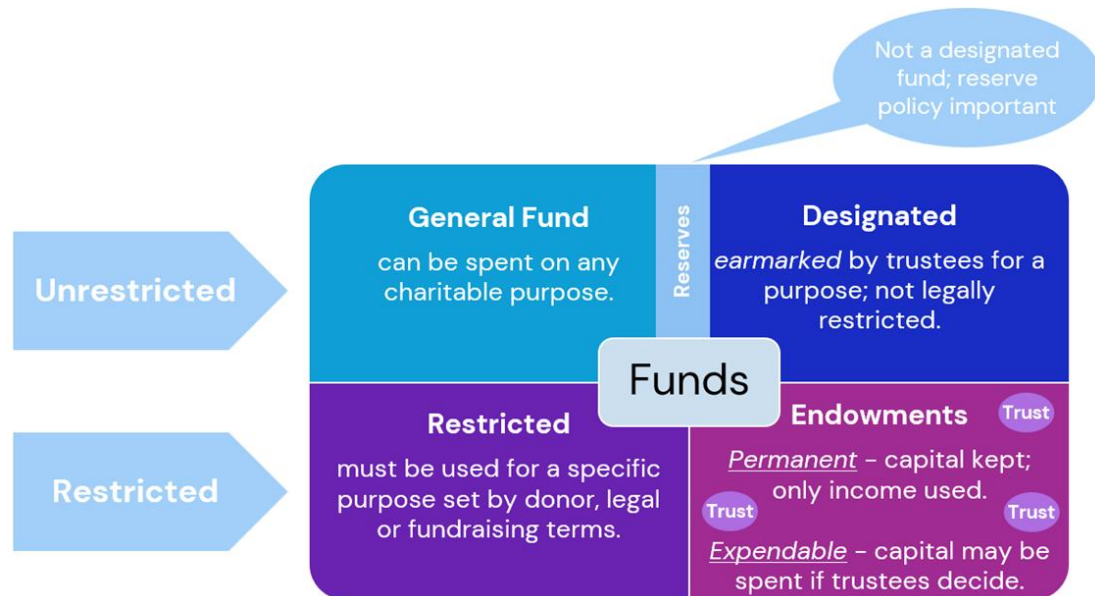 Not a designated
fund; reserve
policy important
Unrestricted
General Fund
can be spent on any
charitable purpose.
Reserves
Designated
earmarked by trustees for a
purpose; not legally
restricted.
Funds
Restricted
Restricted
must be used for a specific
purpose set by donor, legal
or fundraising terms.
Endowments
Trust
Permanent – capital kept;
only income used.
Trust
Trust
Expendable – capital may be
spent if trustees decide.